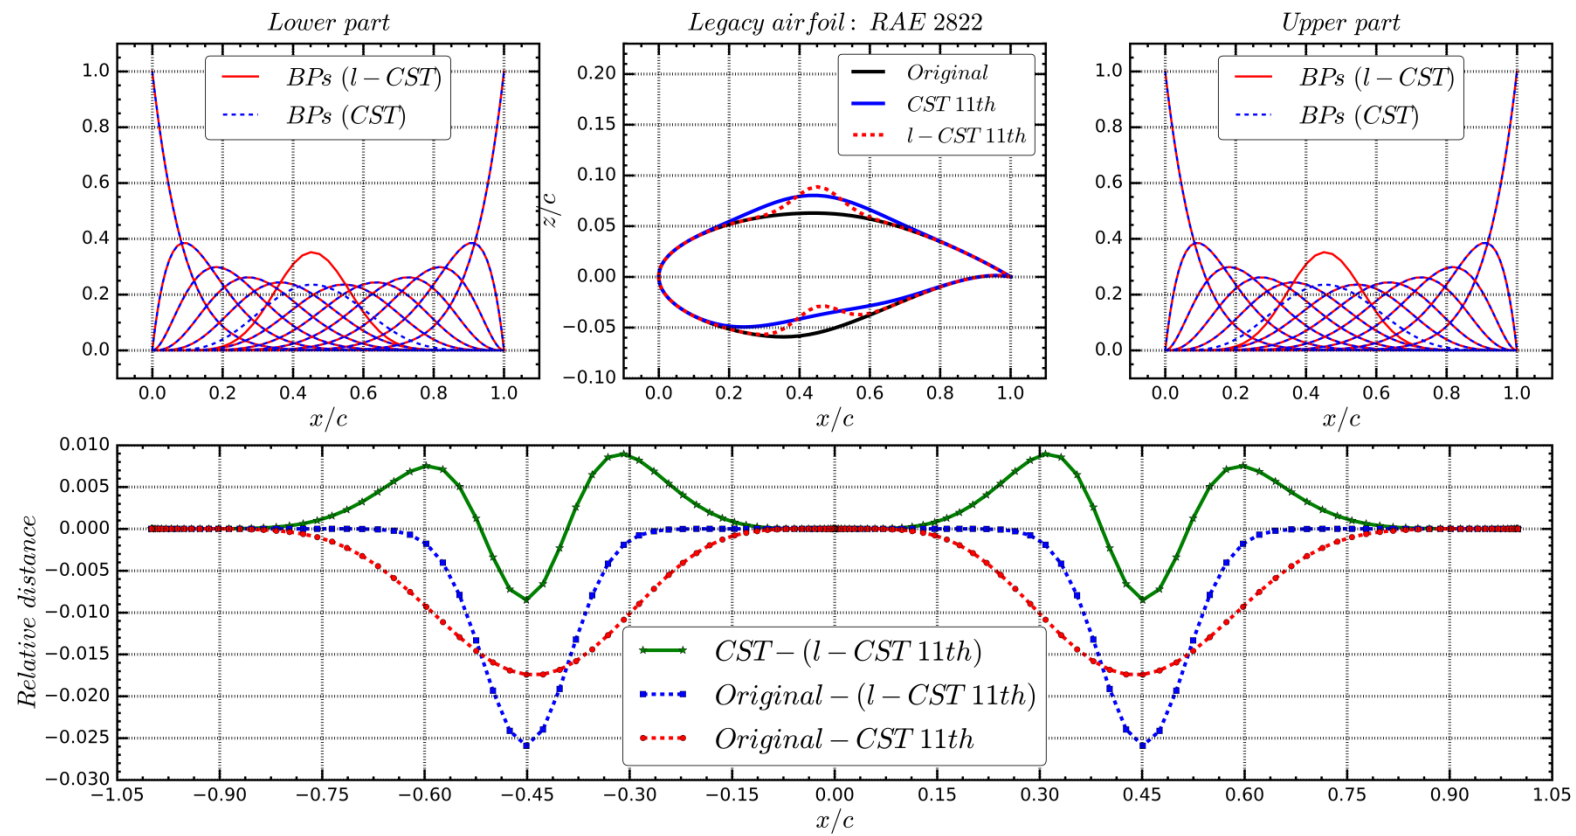 Lower part
1.0
0.8
0.6
0.4
0.2
0.0
BPs (l − CST)
BPs (CST)
0.0 0.2 0.4 0.6 0.8 1.0
x/c
Legacy airfoil: RAE 2822
z/c
0.20
0.15
0.10
0.05
0.00
−0.05
−0.10
Original
CST 11th
l − CST 11th
0.0 0.2 0.4 0.6 0.8 1.0
x/c
Upper part
1.0
0.8
0.6
0.4
0.2
0.0
BPs (l − CST)
BPs (CST)
0.0 0.2 0.4 0.6 0.8 1.0
x/c
Relative distance
0.010
0.005
0.000
−0.005
−0.010
−0.015
−0.020
−0.025
−0.030
CST − (l − CST 11th)
Original − (l − CST 11th)
Original − CST 11th
−1.05 −0.90 −0.75 −0.60 −0.45 −0.30 −0.15 0.00 0.15 0.30 0.45 0.60 0.75 0.90 1.05
x/c